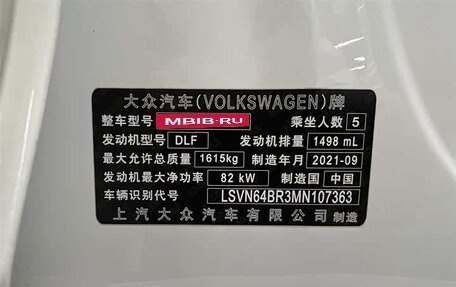 大众汽车(VOLKSWAGEN)牌
整车型号 MBIB.RU 乘坐人数 5
发动机型号 DLF 发动机排量 1498 mL
最大允许总质量 1615kg 制造年月 2021-09
发动机最大净功率 82 kW 制造国 中国
车辆识别代号 LSVN64BR3MN107363
上汽大众汽车有限公司 制造